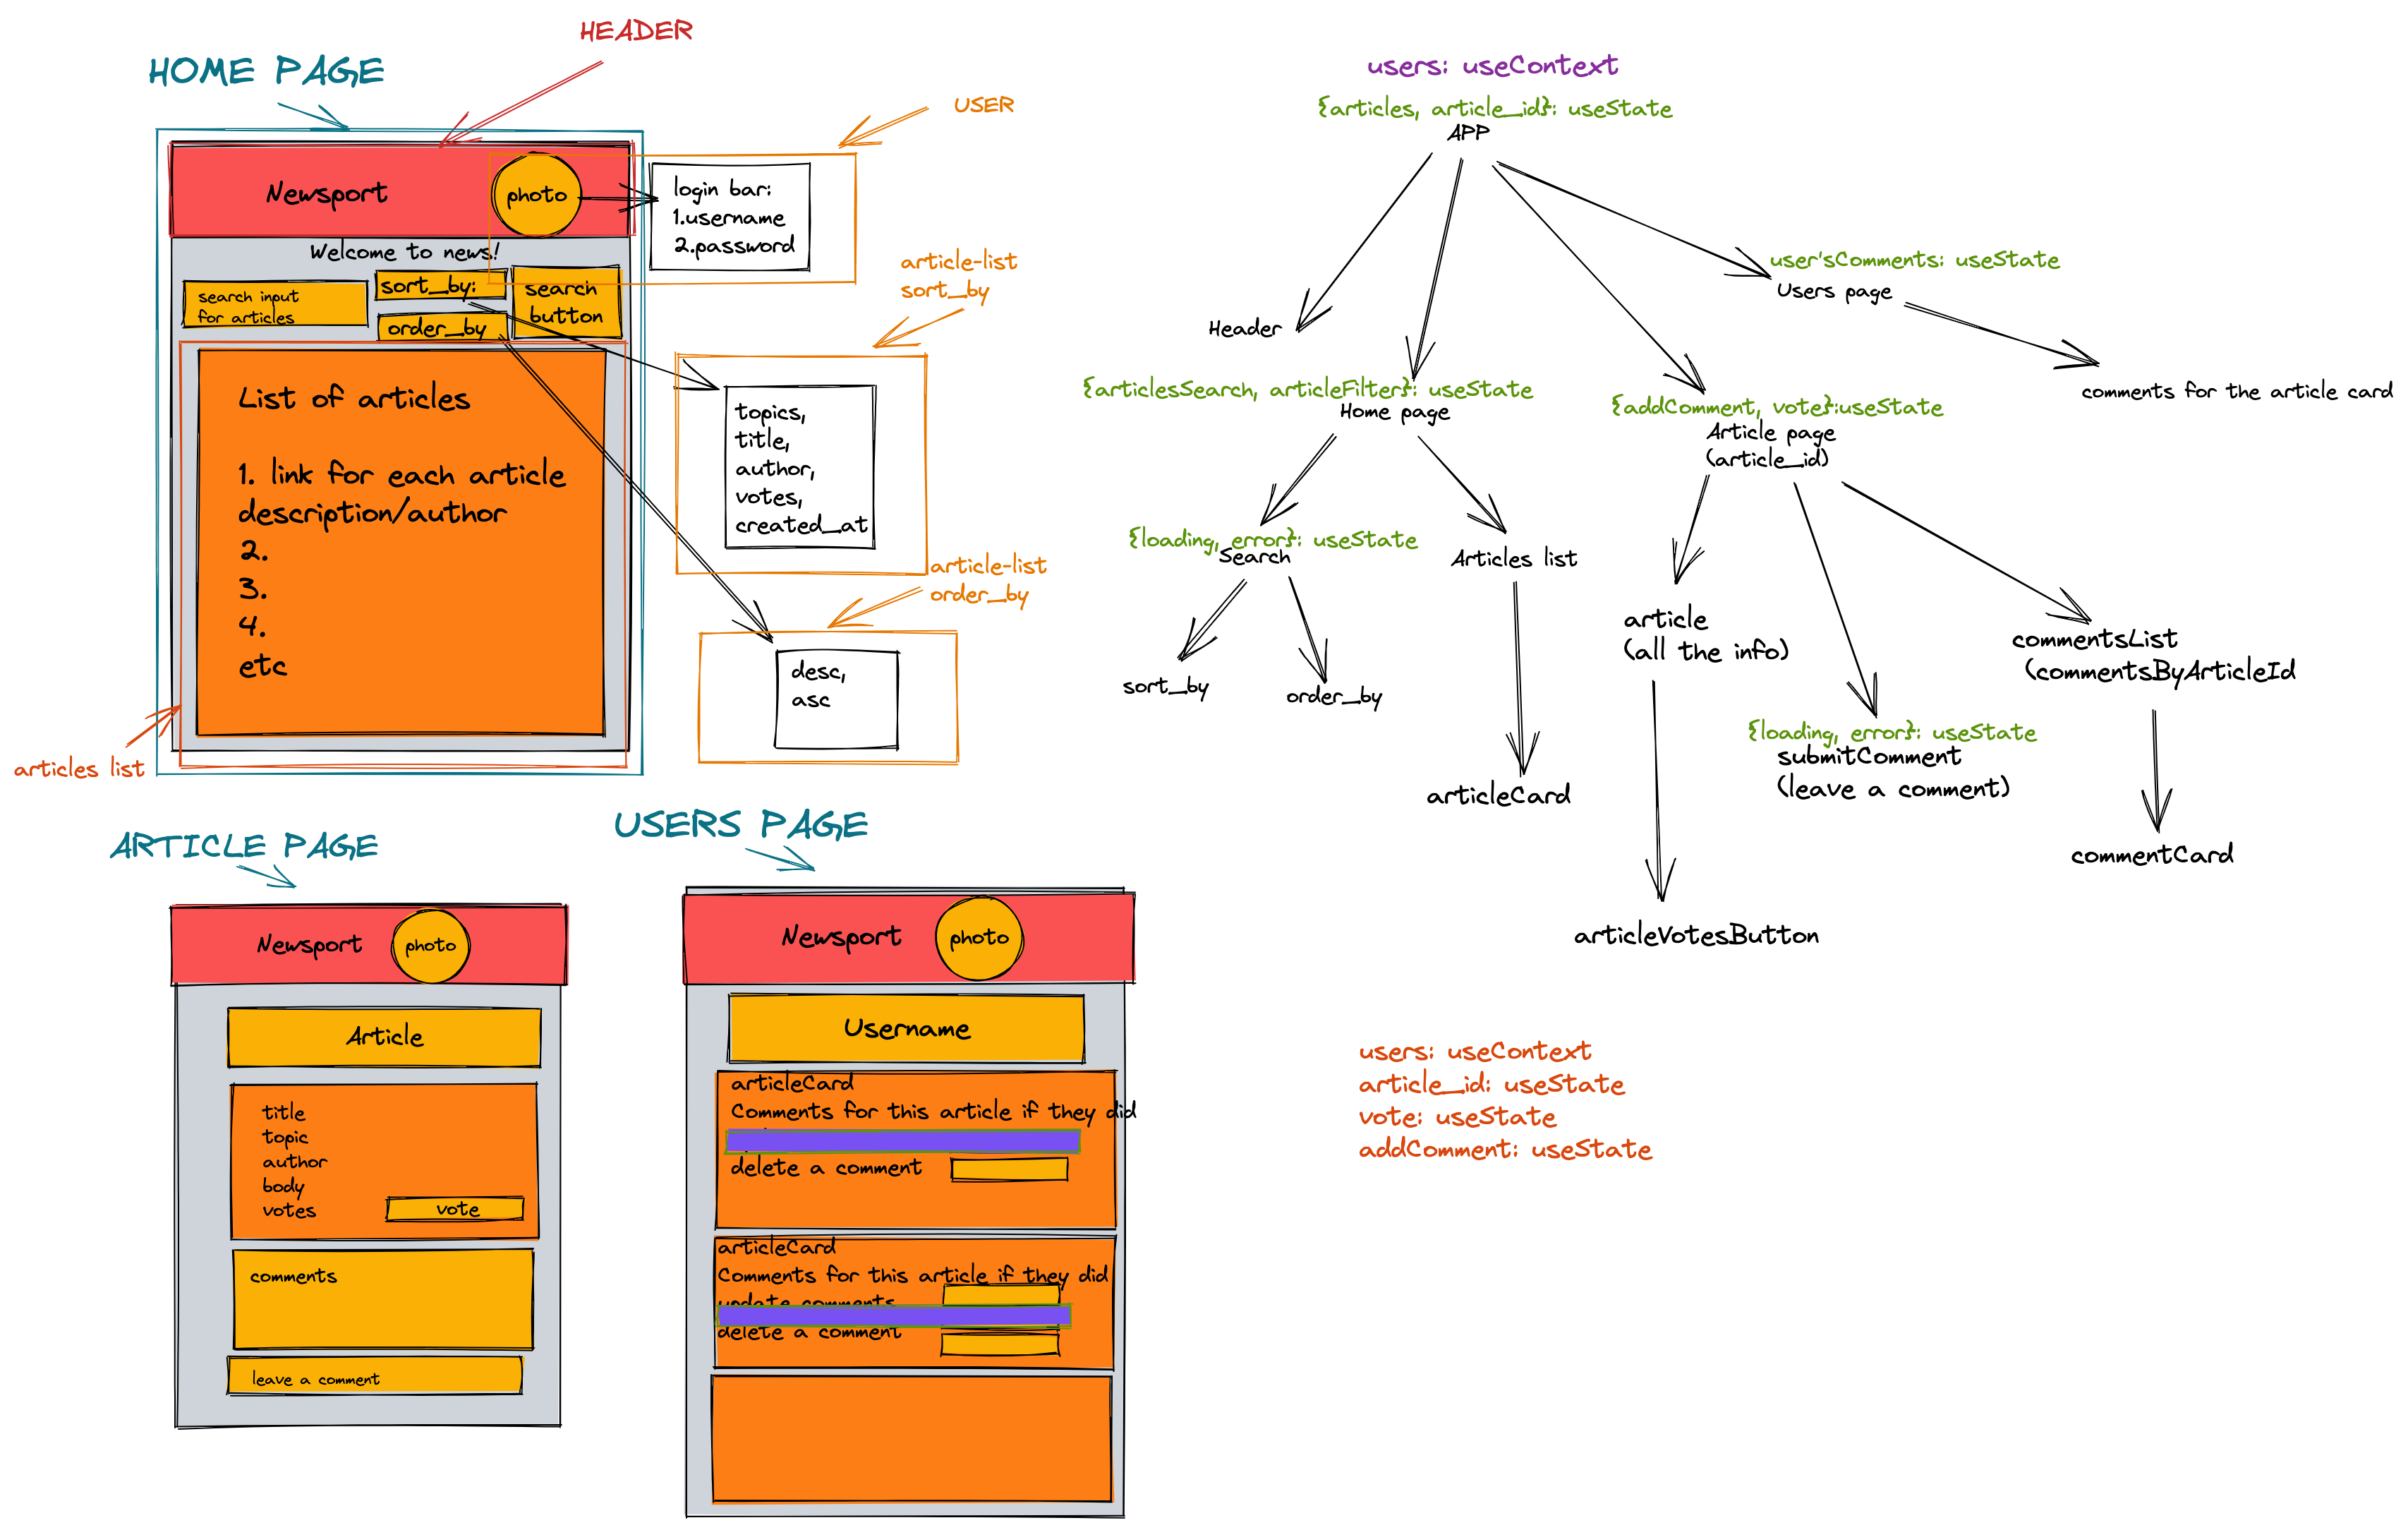 HEADER
HOME PAGE
USER
Newsport
photo
login bar:
1.username
2.password
Welcome to news!
search input
for articles
sort_by:
order_by
search
button
article-list
sort_by
List of articles
1. link for each article
description/author
2.
3.
4.
etc
topics,
title,
author,
votes,
created_at
article-list
order_by
desc,
asc
articles list
ARTICLE PAGE
Newsport
photo
Article
title
topic
author
body
votes
vote
comments
leave a comment
USERS PAGE
Newsport
photo
Username
articleCard
Comments for this article if they did
delete a comment
articleCard
Comments for this article if they did
update comments
delete a comment
users: useContext
{articles, article_id}: useState
APP
Header
{articlesSearch, articleFilter}: useState
Home page
{loading, error}: useState
Search
sort_by
order_by
Articles list
articleCard
user'sComments: useState
Users page
comments for the article card
{addComment, vote}:useState
Article page
(article_id)
article
(all the info)
articleVotesButton
{loading, error}: useState
submitComment
(leave a comment)
commentsList
(commentsByArticleId
commentCard
users: useContext
article_id: useState
vote: useState
addComment: useState